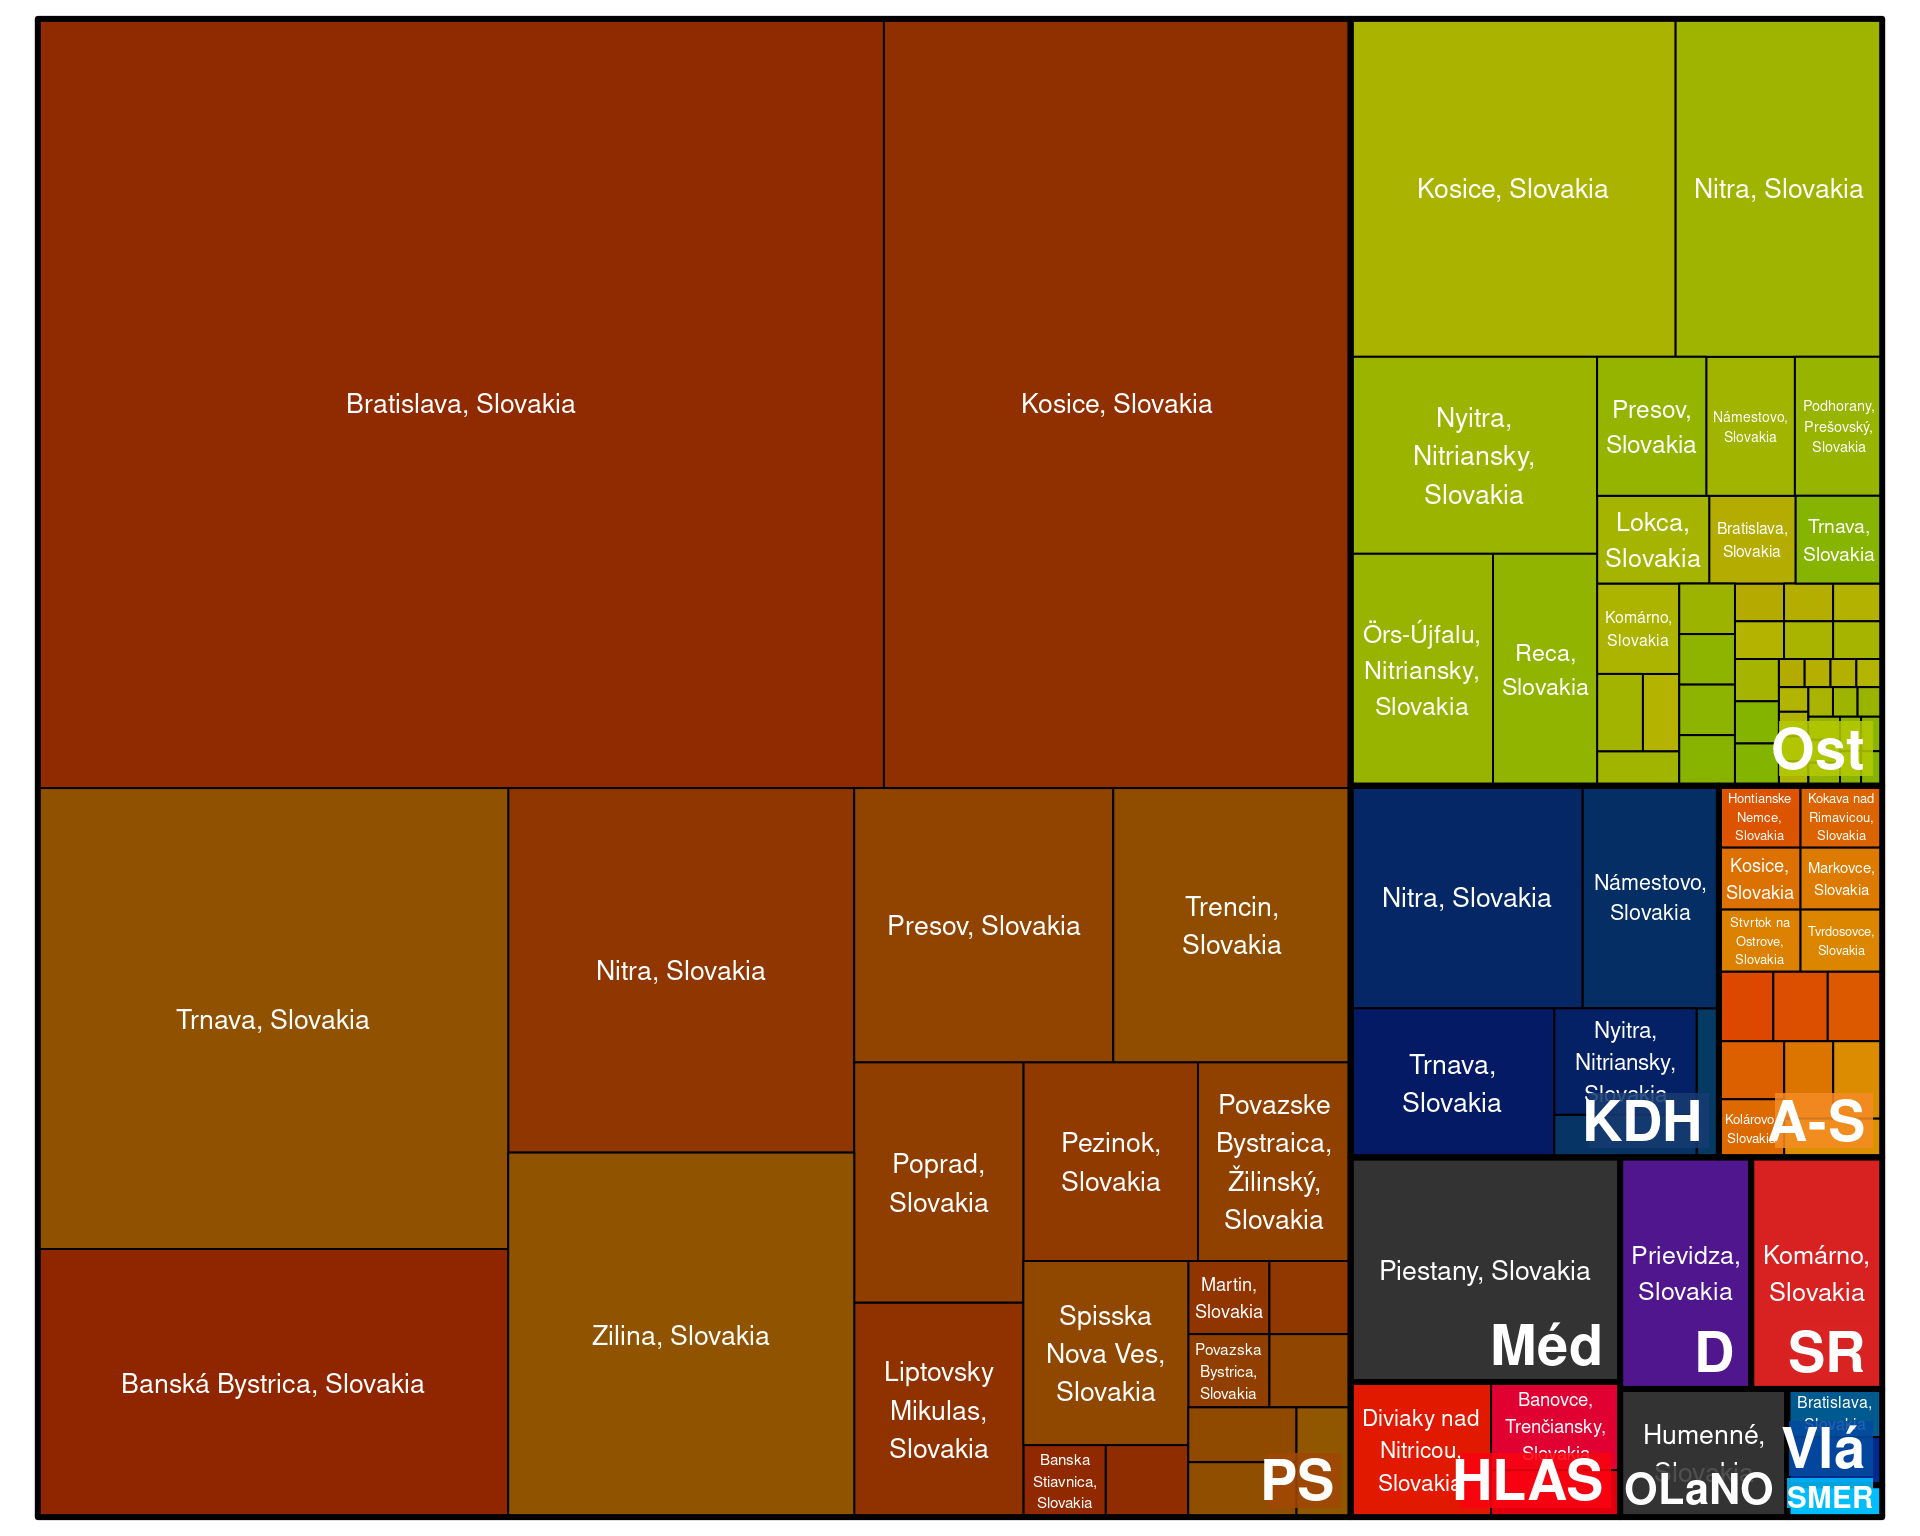 Bratislava, Slovakia
Kosice, Slovakia
Trnava, Slovakia
Banská Bystrica, Slovakia
Nitra, Slovakia
Zilina, Slovakia
Presov, Slovakia
Trencin,
Slovakia
Poprad,
Slovakia
Pezinok,
Slovakia
Povazske
Bystraica,
Žilinský,
Slovakia
Liptovsky
Mikulas,
Slovakia
Spisska
Nova Ves,
Slovakia
Martin,
Slovakia
Povazska
Bystrica,
Slovakia
Banska
Stiavnica,
Slovakia
PS
Kosice, Slovakia
Nitra, Slovakia
Nyitra,
Nitriansky,
Slovakia
Presov,
Slovakia
Námestovo,
Slovakia
Podhorany,
Prešovský,
Slovakia
Lokca,
Slovakia
Bratislava,
Slovakia
Trnava,
Slovakia
Örs-Újfalu,
Nitriansky,
Slovakia
Reca,
Slovakia
Komárno,
Slovakia
Ost
Nitra, Slovakia
Námestovo,
Slovakia
Trnava,
Slovakia
Nyitra,
Nitriansky,
Slovakia
KDH
Hontianske
Nemce,
Slovakia
Kokava nad
Rimavicou,
Slovakia
Kosice,
Slovakia
Markovce,
Slovakia
Stvrtok na
Ostrove,
Slovakia
Tvrdosovce,
Slovakia
Kolárovo,
Slovakia
A-S
Piestany, Slovakia
Méd
Prievidza,
Slovakia
D
Komárno,
Slovakia
SR
Diviaky nad
Nitricou,
Slovakia
Banovce,
Trenčiansky,
Slovakia
HLAS
Humenné,
Slovakia
OLaNO
Bratislava,
Slovakia
Vlá
SMER